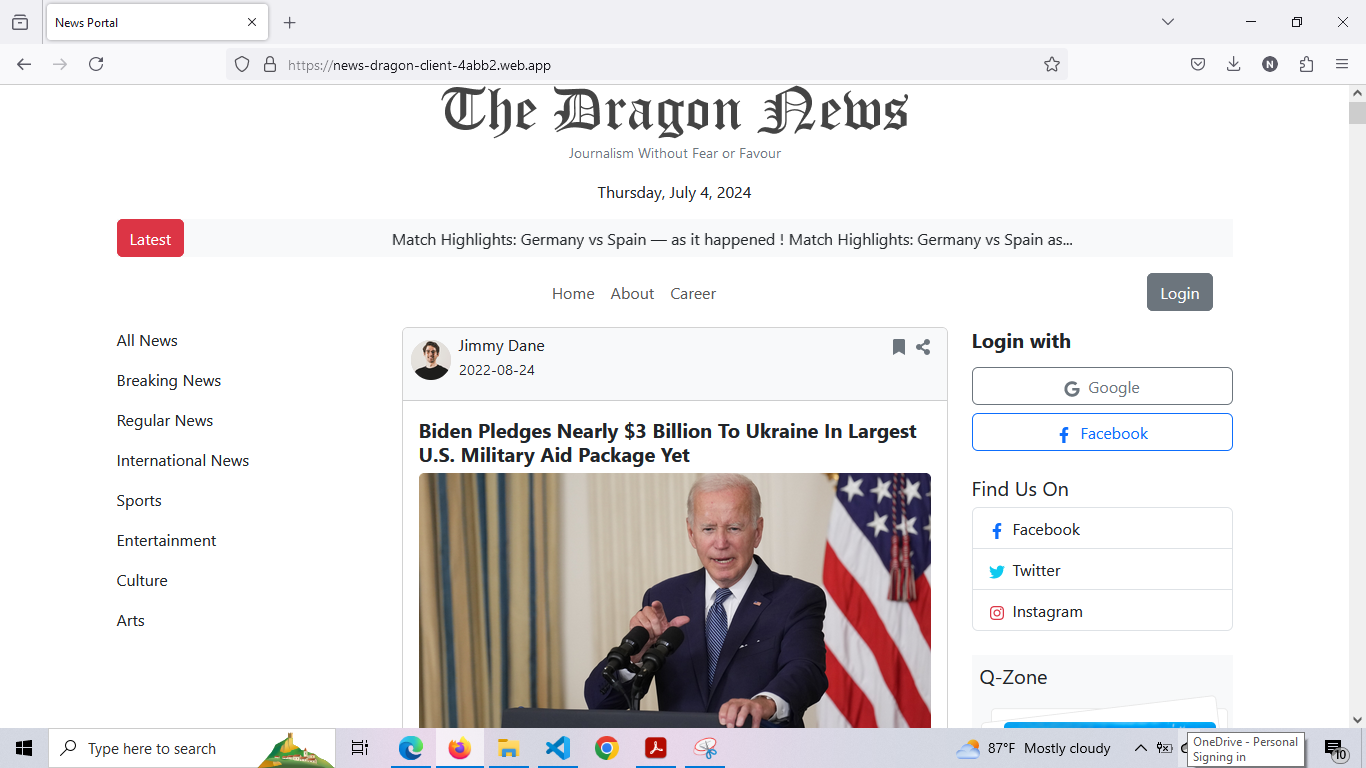 News Portal
https://news-dragon-client-4abb2.web.app
N
The Dragon News
Journalism Without Fear or Favour
Thursday, July 4, 2024
Latest
Match Highlights: Germany vs Spain — as it happened ! Match Highlights: Germany vs Spain as...
Home About Career
Login
All News
Breaking News
Regular News
International News
Sports
Entertainment
Culture
Arts
Jimmy Dane
2022-08-24
Biden Pledges Nearly $3 Billion To Ukraine In Largest
U.S. Military Aid Package Yet
Login with
Google
Facebook
Find Us On
Facebook
Twitter
Instagram
Q-Zone
Type here to search
87°F Mostly cloudy
OneDrive - Personal
Signing in
10